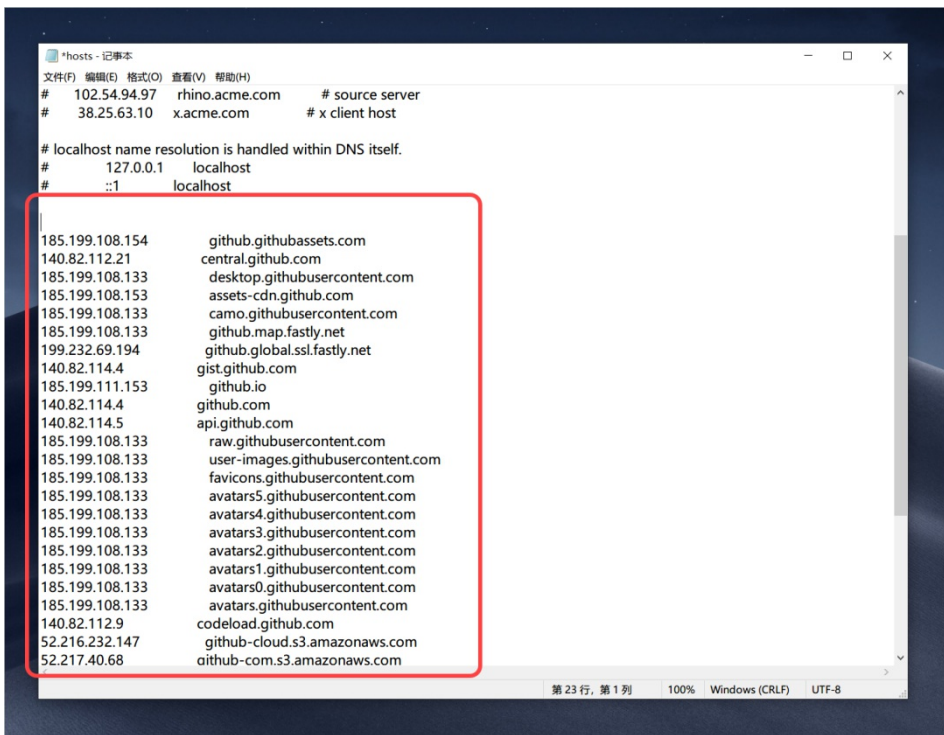 *hosts - 记事本
文件(F) 编辑(E) 格式(O) 查看(V) 帮助(H)
# 102.54.94.97 rhino.acme.com # source server
# 38.25.63.10 x.acme.com # x client host
# localhost name resolution is handled within DNS itself.
# 127.0.0.1 localhost
# ::1 localhost
185.199.108.154 github.githubassets.com
140.82.112.21 central.github.com
185.199.108.133 desktop.githubusercontent.com
185.199.108.153 assets-cdn.github.com
185.199.108.133 camo.githubusercontent.com
185.199.108.133 github.map.fastly.net
199.232.69.194 github.global.ssl.fastly.net
140.82.114.4 gist.github.com
185.199.111.153 github.io
140.82.114.4 github.com
140.82.114.5 api.github.com
185.199.108.133 raw.githubusercontent.com
185.199.108.133 user-images.githubusercontent.com
185.199.108.133 favicons.githubusercontent.com
185.199.108.133 avatars5.githubusercontent.com
185.199.108.133 avatars4.githubusercontent.com
185.199.108.133 avatars3.githubusercontent.com
185.199.108.133 avatars2.githubusercontent.com
185.199.108.133 avatars1.githubusercontent.com
185.199.108.133 avatars0.githubusercontent.com
185.199.108.133 avatars.githubusercontent.com
140.82.112.9 codeload.github.com
52.216.232.147 github-cloud.s3.amazonaws.com
52.217.40.68 github-com.s3.amazonaws.com
第 23 行，第 1 列 100% Windows (CRLF) UTF-8